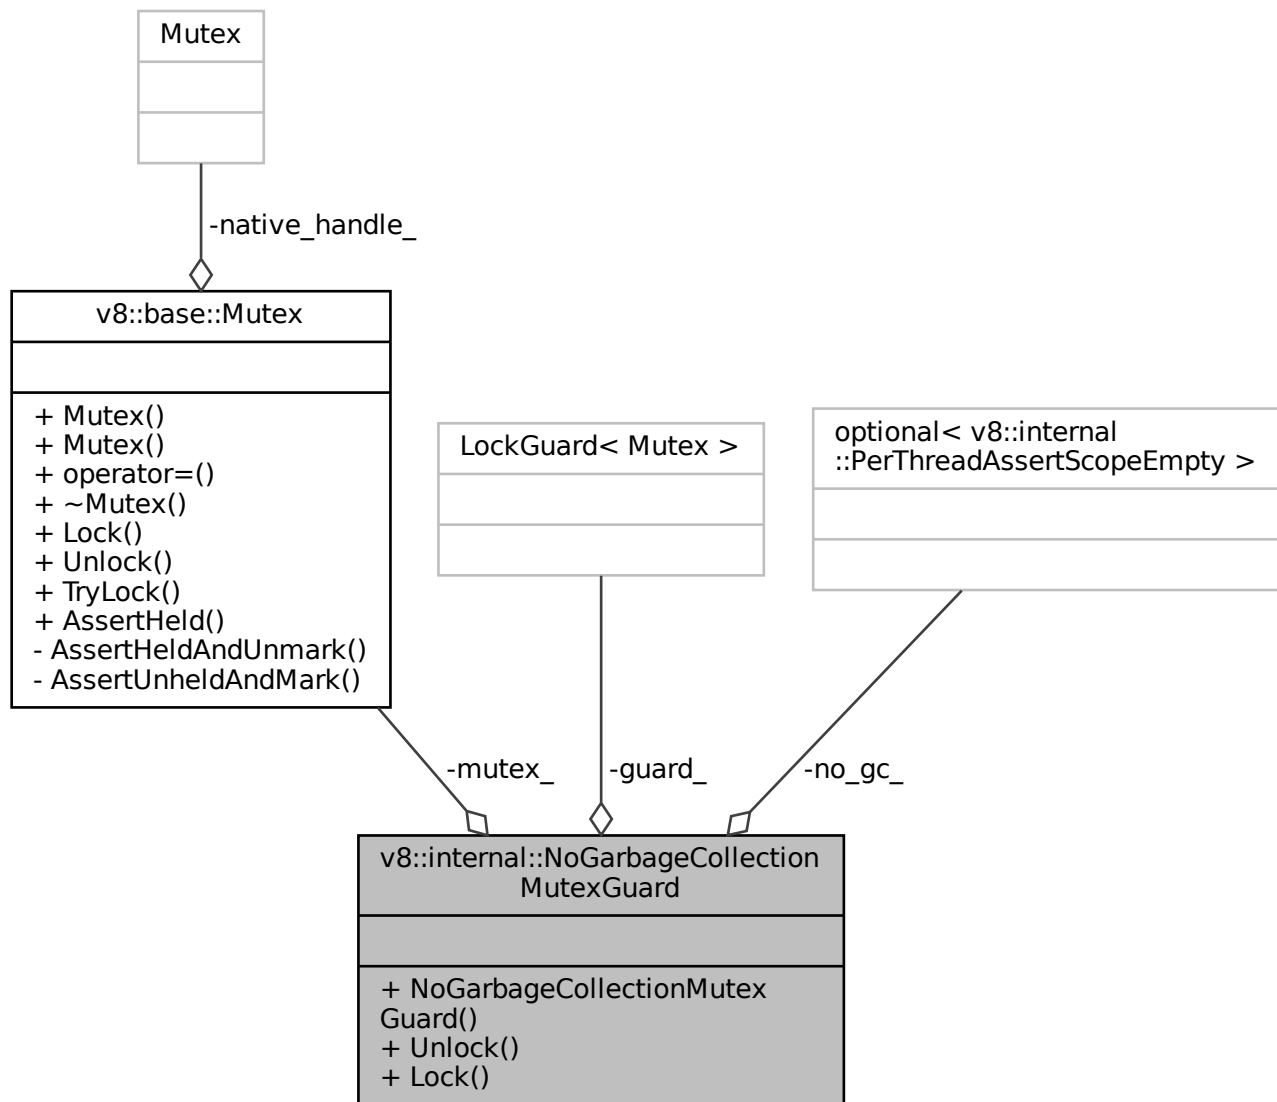 Mutex
-native_handle_
v8::base::Mutex
+ Mutex()
+ Mutex()
+ operator=()
+ ~Mutex()
+ Lock()
+ Unlock()
+ TryLock()
+ AssertHeld()
- AssertHeldAndUnmark()
- AssertUnheldAndMark()
LockGuard< Mutex >
optional< v8::internal
::PerThreadAssertScopeEmpty >
-mutex_
-guard_
-no_gc_
v8::internal::NoGarbageCollection
MutexGuard
+ NoGarbageCollectionMutex
Guard()
+ Unlock()
+ Lock()